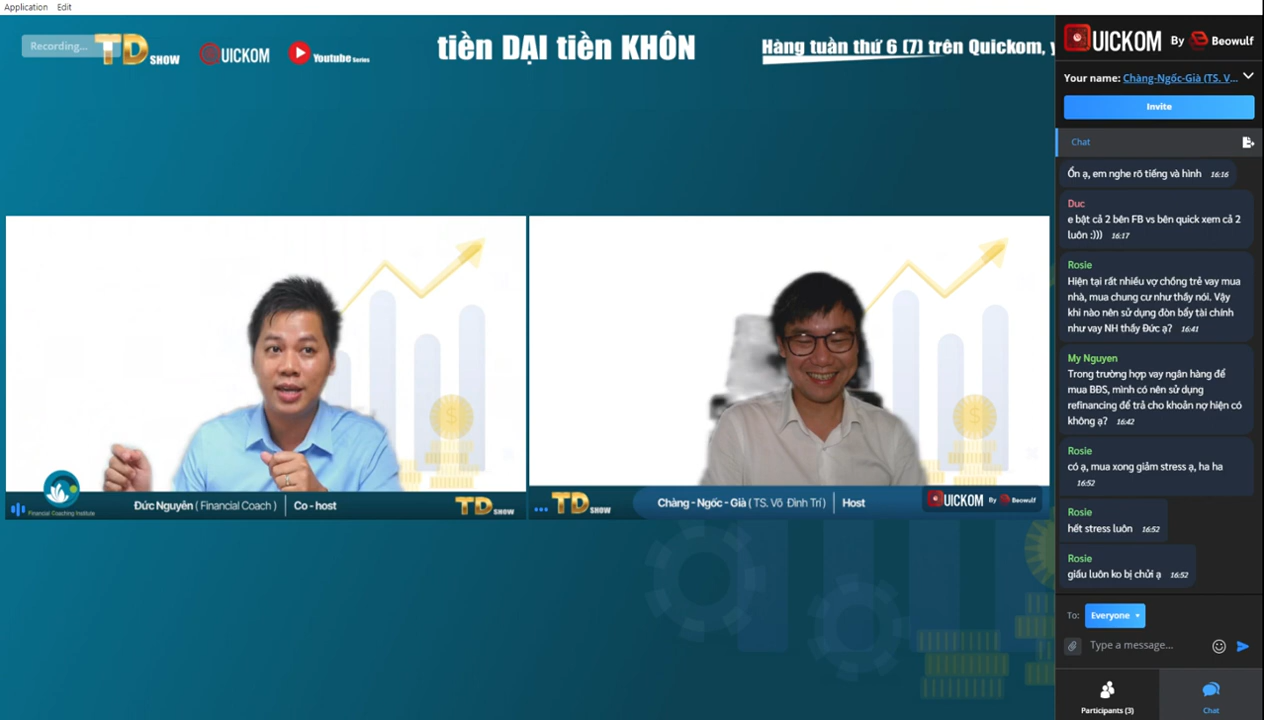 Application Edit
Recording...
TD SHOW
QUICKOM
Youtube Series
tiền DẠI tiền KHÔN
Hàng tuần thứ 6 (7) trên Quickom, y
Financial Coaching Institute
Đức Nguyễn ( Financial Coach ) Co - host
TD SHOW
TD SHOW
Chàng - Ngốc - Già ( TS. Võ Đình Trí ) Host
QUICKOM By Beowulf
QUICKOM By Beowulf
Your name: Chàng-Ngốc-Già (TS. V...
Invite
Chat
Ổn ạ, em nghe rõ tiếng và hình 16:16
Duc
e bật cả 2 bên FB vs bên quick xem cả 2
luôn :))) 16:17
Rosie
Hiện tại rất nhiều vợ chồng trẻ vay mua
nhà, mua chung cư như thầy nói. Vậy
khi nào nên sử dụng đòn bẩy tài chính
như vay NH thầy Đức ạ? 16:41
My Nguyen
Trong trường hợp vay ngân hàng để
mua BĐS, mình có nên sử dụng
refinancing để trả cho khoản nợ hiện có
không ạ? 16:42
Rosie
có ạ, mua xong giảm stress ạ, ha ha
16:52
Rosie
hết stress luôn 16:52
Rosie
giấu luôn ko bị chửi ạ 16:52
To: Everyone
Type a message...
Participants (3)
Chat